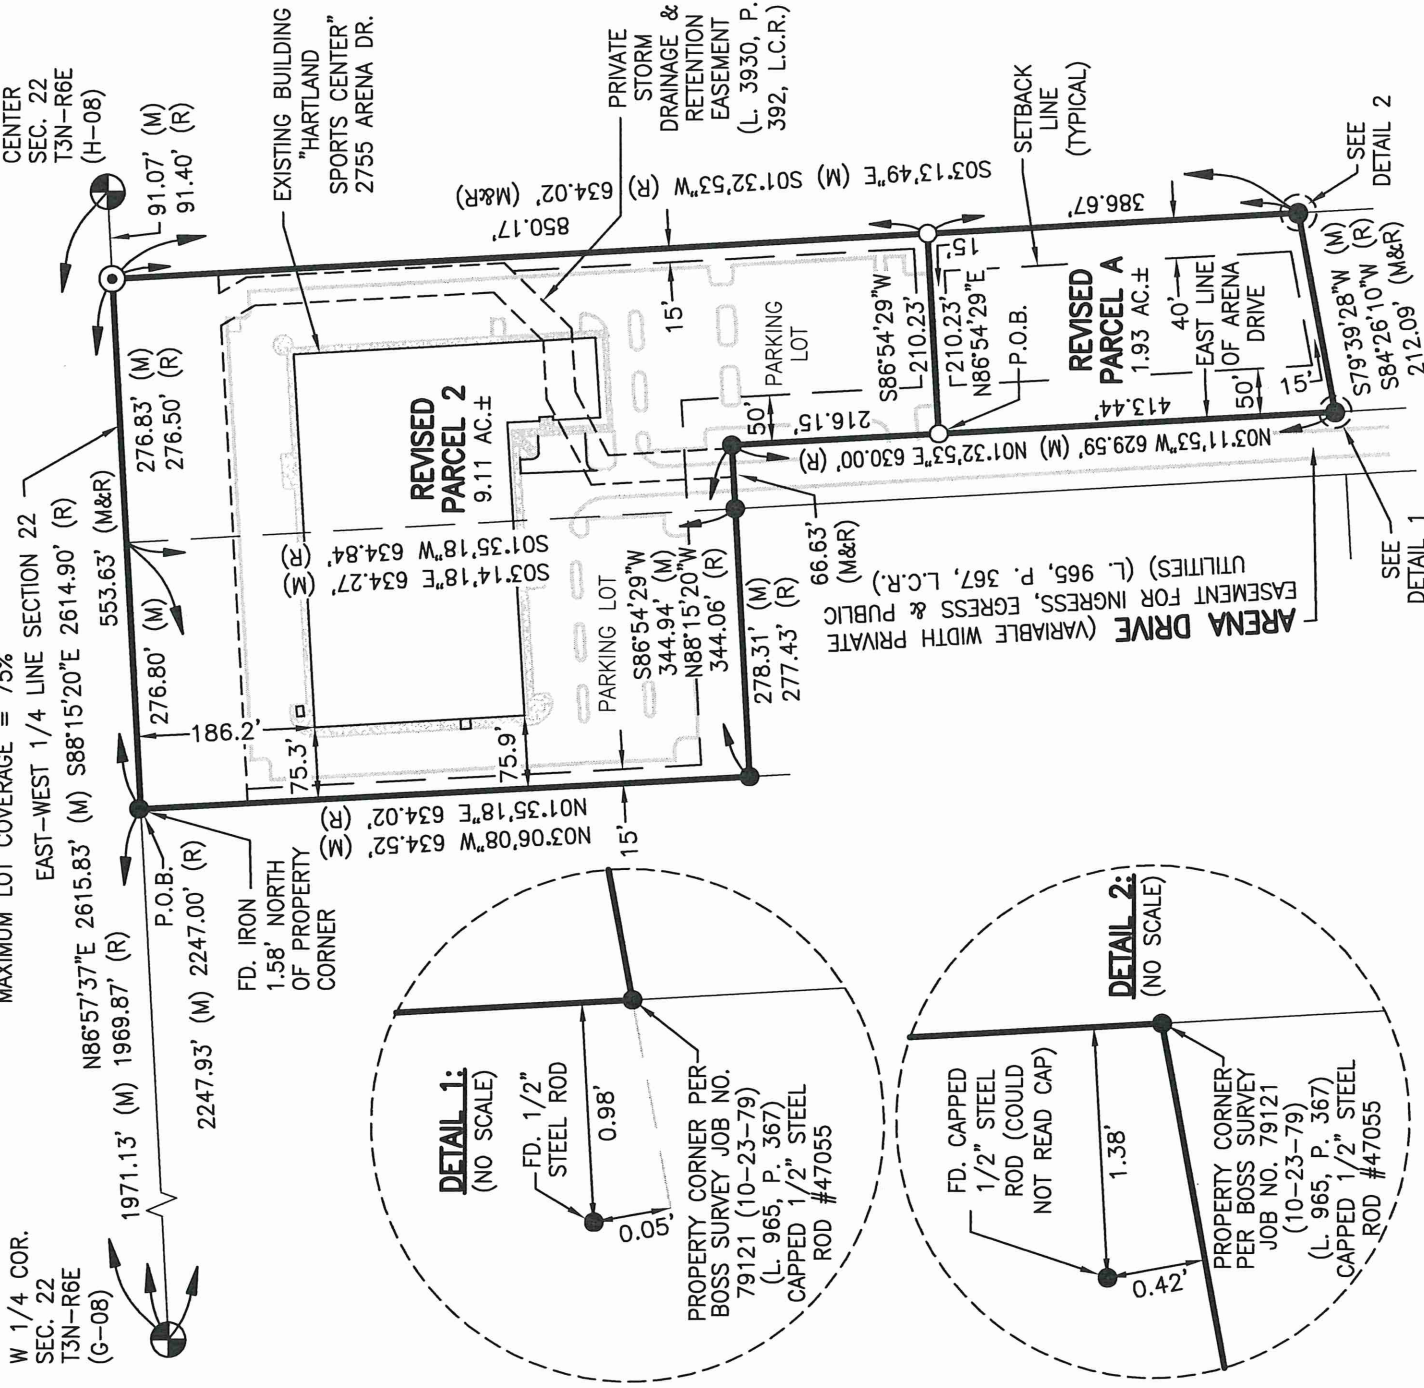 MAXIMUM LOT COVERAGE = 75%
W 1/4 COR.
SEC. 22
T3N-R6E
(G-08)
CENTER
SEC. 22
T3N-R6E
(H-08)
EAST-WEST 1/4 LINE SECTION 22
N86°57'37"E 2615.83' (M) S88°15'20"E 2614.90' (R)
1971.13' (M) 1969.87' (R)
P.O.B.
2247.93' (M) 2247.00' (R)
553.63' (M&R)
276.80' (M)
276.83' (M)
276.50' (R)
91.07' (M)
91.40' (R)
FD. IRON
1.58' NORTH
OF PROPERTY
CORNER
EXISTING BUILDING
"HARTLAND
SPORTS CENTER"
2755 ARENA DR.
PRIVATE
STORM
DRAINAGE &
RETENTION
EASEMENT
(L. 3930, P.
392, L.C.R.)
186.2'
75.3'
75.9'
15'
N03°06'08"W 634.52' (M)
N01°35'18"E 634.02' (R)
S03°14'18"E 634.27' (M)
S01°35'18"W 634.84' (R)
REVISED
PARCEL 2
9.11 AC.±
PARKING LOT
S86°54'29"W
344.94' (M)
N88°15'20"W
344.06' (R)
278.31' (M)
277.43' (R)
66.63'
(M&R)
850.17'
S03°13'49"E (M) S01°32'53"W (R) 634.02' (M&R)
15'
PARKING
LOT
50'
216.15'
S86°54'29"W
210.23'
210.23'
N86°54'29"E
15'
P.O.B.
SETBACK
LINE
(TYPICAL)
386.67'
REVISED
PARCEL A
1.93 AC.±
40'
EAST LINE
OF ARENA
DRIVE
413.44'
50'
15'
N03°11'53"W 629.59' (M) N01°32'53"E 630.00' (R)
S79°39'28"W (M)
S84°26'10"W (R)
212.09' (M&R)
SEE
DETAIL 2
SEE
DETAIL 1
ARENA DRIVE (VARIABLE WIDTH PRIVATE
EASEMENT FOR INGRESS, EGRESS & PUBLIC
UTILITIES) (L. 965, P. 367, L.C.R.)
DETAIL 1:
(NO SCALE)
FD. 1/2"
STEEL ROD
0.98'
0.05'
PROPERTY CORNER PER
BOSS SURVEY JOB NO.
79121 (10-23-79)
(L. 965, P. 367)
CAPPED 1/2" STEEL
ROD #47055
DETAIL 2:
(NO SCALE)
FD. CAPPED
1/2" STEEL
ROD (COULD
NOT READ CAP)
1.38'
0.42'
PROPERTY CORNER
PER BOSS SURVEY
JOB NO. 79121
(10-23-79)
(L. 965, P. 367)
CAPPED 1/2" STEEL
ROD #47055